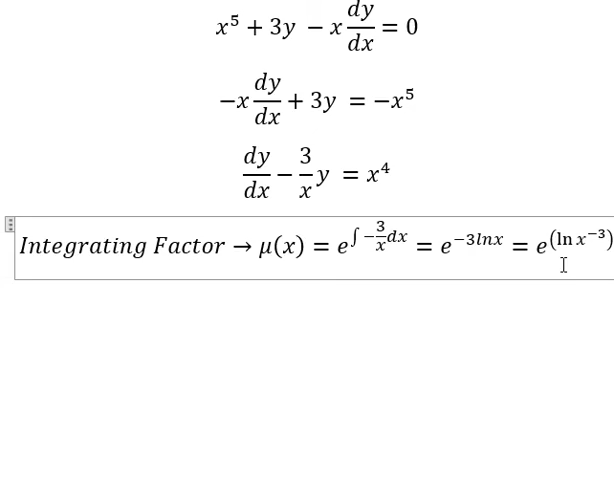 x⁵ + 3y − x dy/dx = 0
−x dy/dx + 3y = −x⁵
dy/dx − 3/x y = x⁴
Integrating Factor → μ(x) = e^(∫ −3/x dx) = e^(−3lnx) = e^(ln x⁻³)